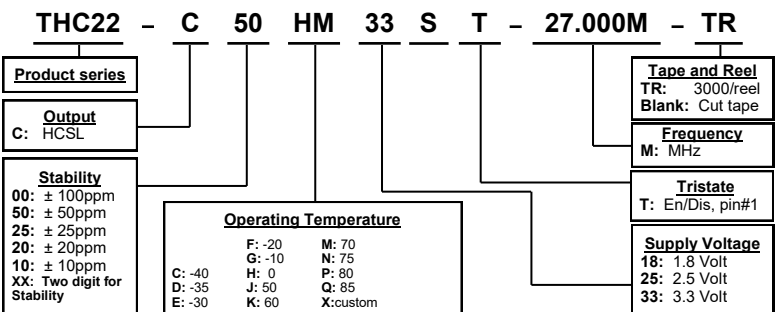 THC22 – C 50 HM 33 S T – 27.000M – TR
Product series
Output
C: HCSL
Stability
00: ± 100ppm
50: ± 50ppm
25: ± 25ppm
20: ± 20ppm
10: ± 10ppm
XX: Two digit for
Stability
Operating Temperature
F: -20 M: 70
G: -10 N: 75
C: -40 H: 0 P: 80
D: -35 J: 50 Q: 85
E: -30 K: 60 X:custom
Tape and Reel
TR: 3000/reel
Blank: Cut tape
Frequency
M: MHz
Tristate
T: En/Dis, pin#1
Supply Voltage
18: 1.8 Volt
25: 2.5 Volt
33: 3.3 Volt